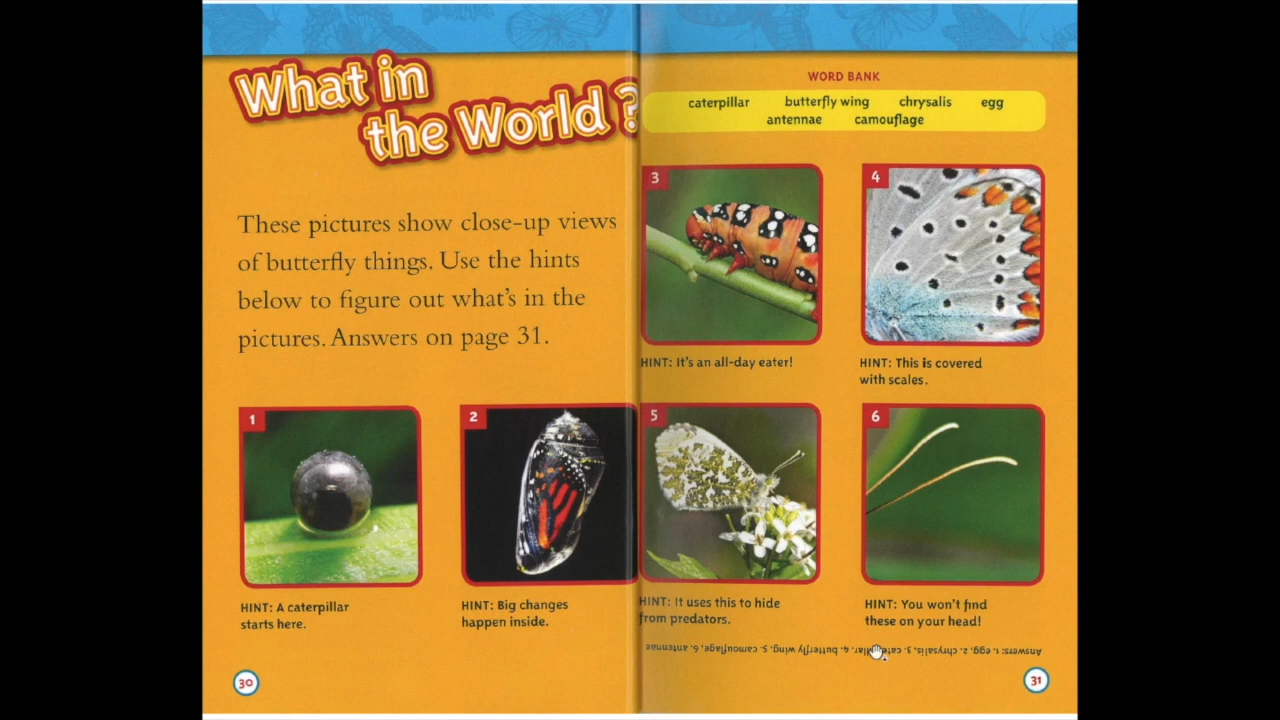 What in
the World?
These pictures show close-up views
of butterfly things. Use the hints
below to figure out what's in the
pictures. Answers on page 31.
1
HINT: A caterpillar
starts here.
2
HINT: Big changes
happen inside.
30
WORD BANK
caterpillar butterfly wing chrysalis egg
antennae camouflage
3
HINT: It's an all-day eater!
4
HINT: This is covered
with scales.
5
HINT: It uses this to hide
from predators.
6
HINT: You won't find
these on your head!
Answers: 1. egg, 2. chrysalis, 3. caterpillar, 4. butterfly wing, 5. camouflage, 6. antennae
31